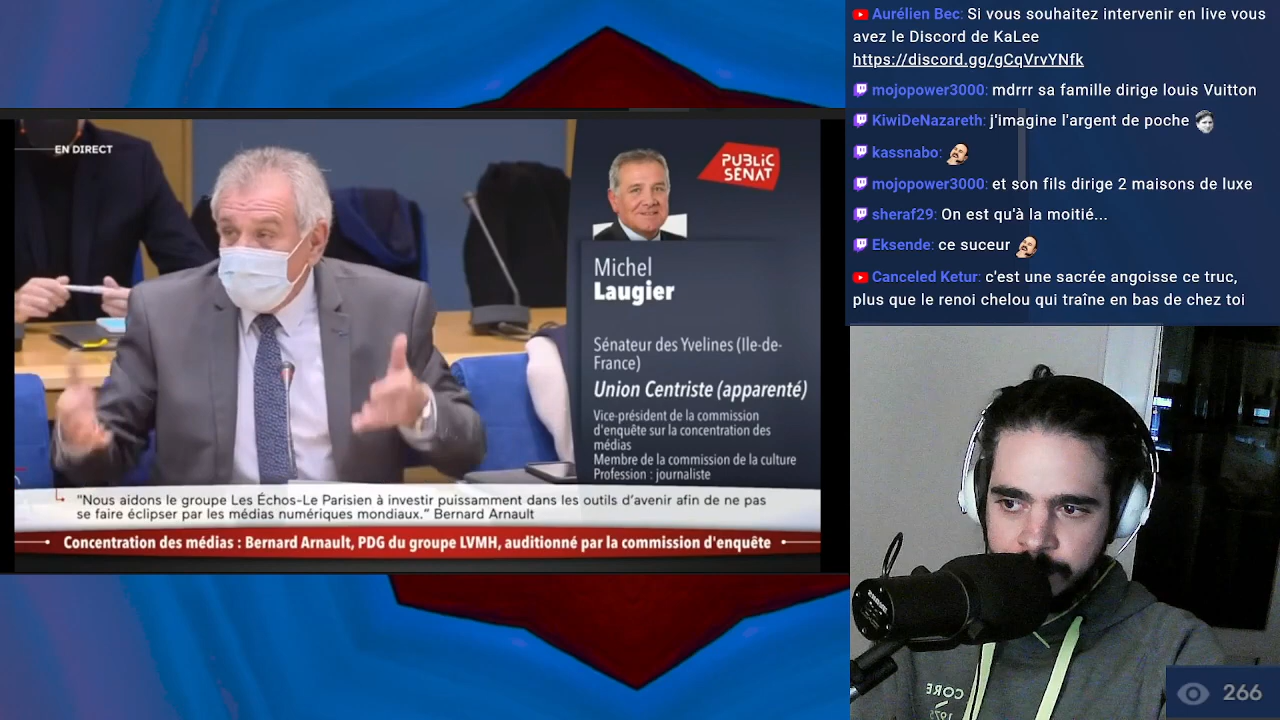 EN DIRECT
PUBLIC
SÉNAT
Michel
Laugier
Sénateur des Yvelines (Ile-de-
France)
Union Centriste (apparenté)
Vice-président de la commission
d'enquête sur la concentration des
médias
Membre de la commission de la culture
Profession : journaliste
"Nous aidons le groupe Les Échos-Le Parisien à investir puissamment dans les outils d’avenir afin de ne pas
se faire éclipser par les médias numériques mondiaux.” Bernard Arnault
Concentration des médias : Bernard Arnault, PDG du groupe LVMH, auditionné par la commission d'enquête
Aurélien Bec: Si vous souhaitez intervenir en live vous
avez le Discord de KaLee
https://discord.gg/gCqVrvYNfk
mojopower3000: mdrrr sa famille dirige louis Vuitton
KiwiDeNazareth: j'imagine l'argent de poche
kassnabo:
mojopower3000: et son fils dirige 2 maisons de luxe
sheraf29: On est qu'à la moitié...
Eksende: ce suceur
Canceled Ketur: c'est une sacrée angoisse ce truc,
plus que le renoi chelou qui traîne en bas de chez toi
CORE
1975
266